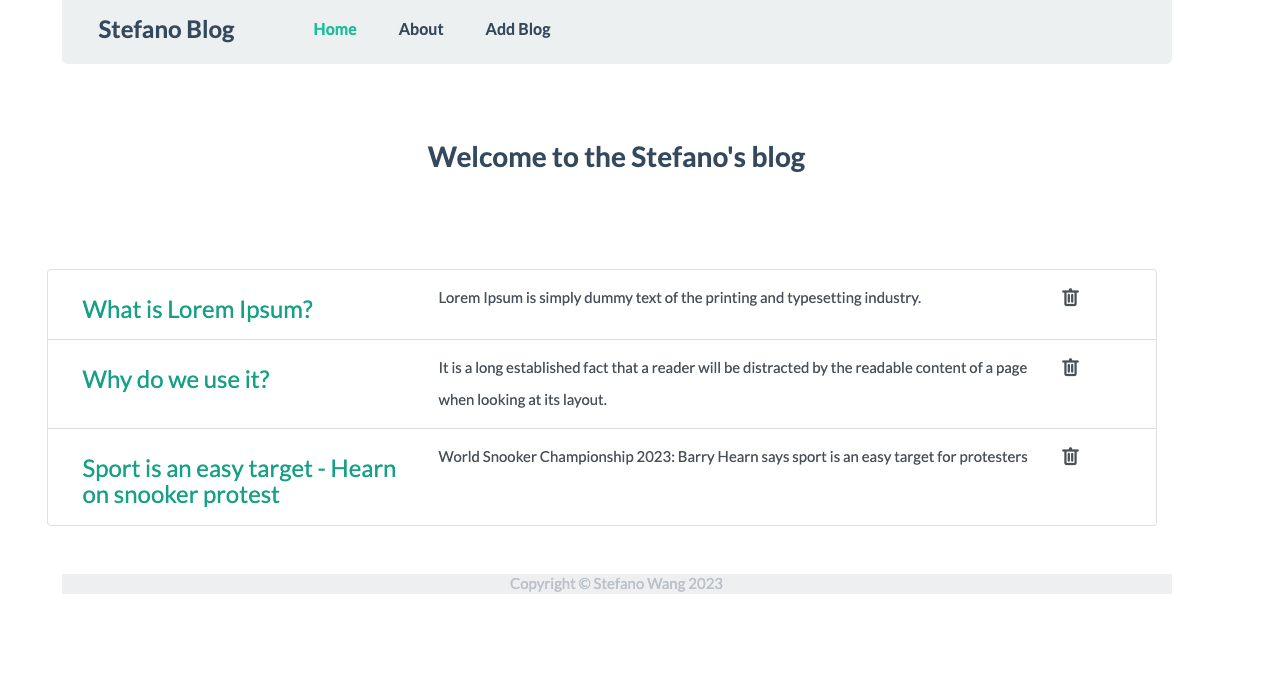 Stefano Blog Home About Add Blog
Welcome to the Stefano's blog
What is Lorem Ipsum?
Lorem Ipsum is simply dummy text of the printing and typesetting industry.
Why do we use it?
It is a long established fact that a reader will be distracted by the readable content of a page
when looking at its layout.
Sport is an easy target - Hearn
on snooker protest
World Snooker Championship 2023: Barry Hearn says sport is an easy target for protesters
Copyright © Stefano Wang 2023